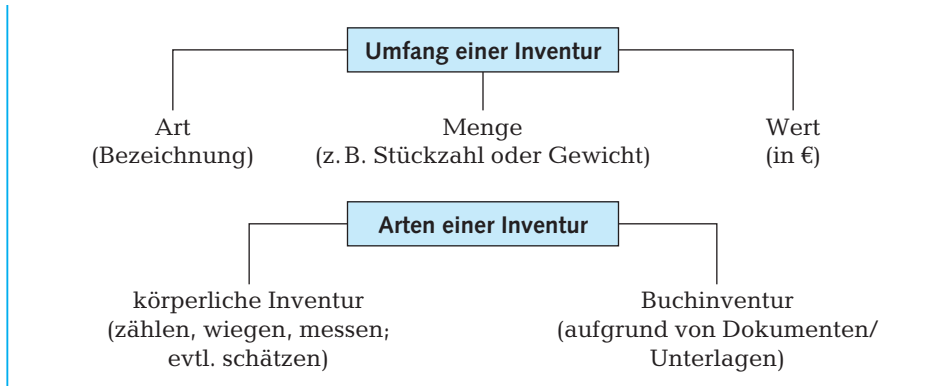 Umfang einer Inventur
Art
(Bezeichnung)
Menge
(z. B. Stückzahl oder Gewicht)
Wert
(in €)
Arten einer Inventur
körperliche Inventur
(zählen, wiegen, messen;
evtl. schätzen)
Buchinventur
(aufgrund von Dokumenten/
Unterlagen)